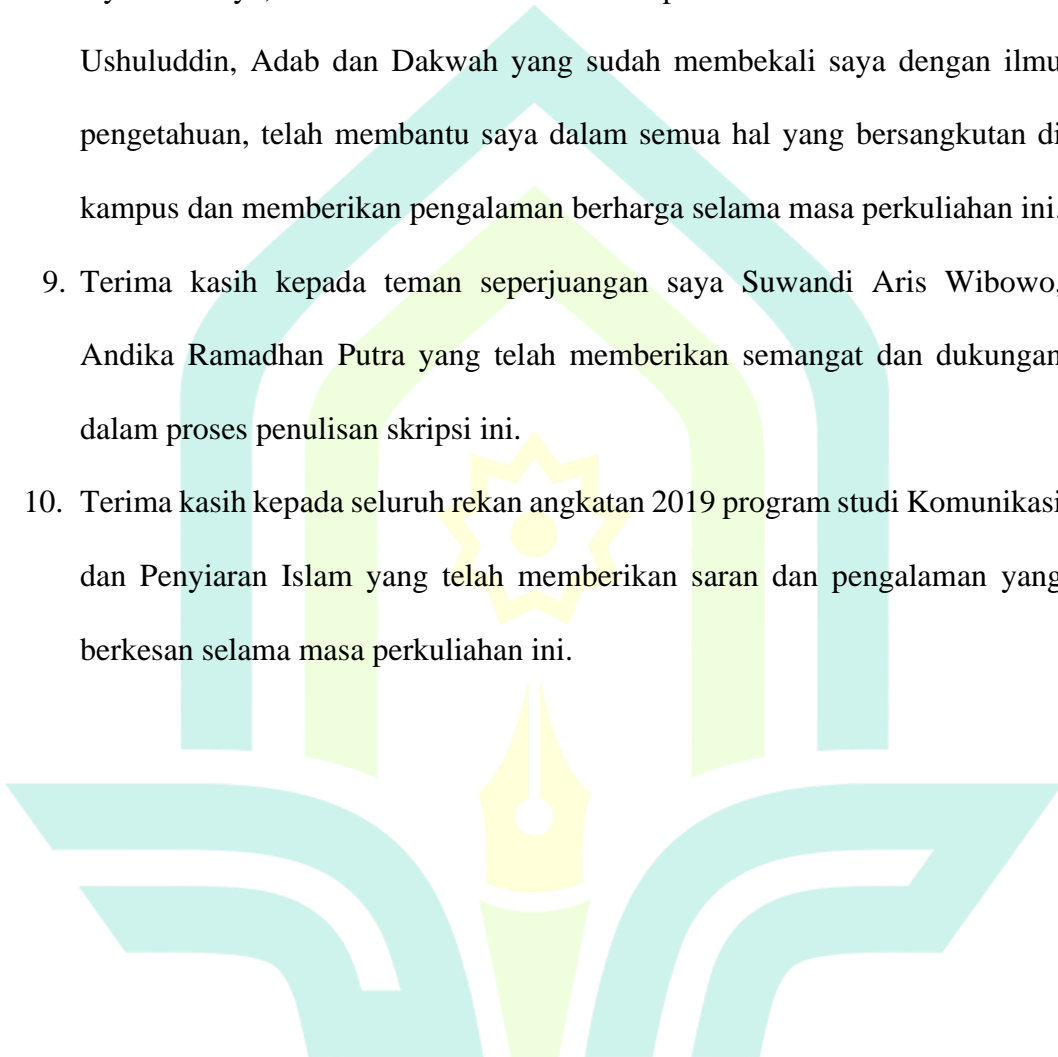 Ushuluddin, Adab dan Dakwah yang sudah membekali saya dengan ilmu
pengetahuan, telah membantu saya dalam semua hal yang bersangkutan di
kampus dan memberikan pengalaman berharga selama masa perkuliahan ini.
9. Terima kasih kepada teman seperjuangan saya Suwandi Aris Wibowo,
Andika Ramadhan Putra yang telah memberikan semangat dan dukungan
dalam proses penulisan skripsi ini.
10. Terima kasih kepada seluruh rekan angkatan 2019 program studi Komunikasi
dan Penyiaran Islam yang telah memberikan saran dan pengalaman yang
berkesan selama masa perkuliahan ini.